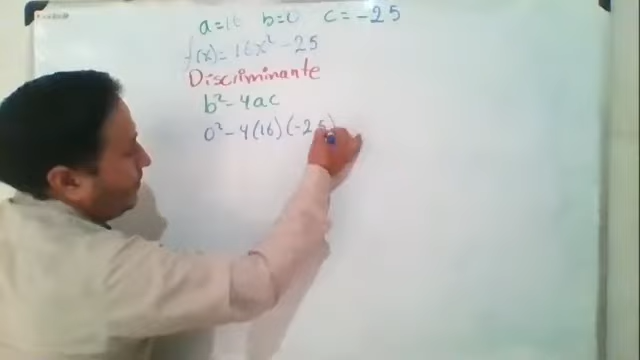 a=16 b=0 c=-25
f(x)=16x²-25
Discriminante
b²-4ac
0²-4(16)(-25)